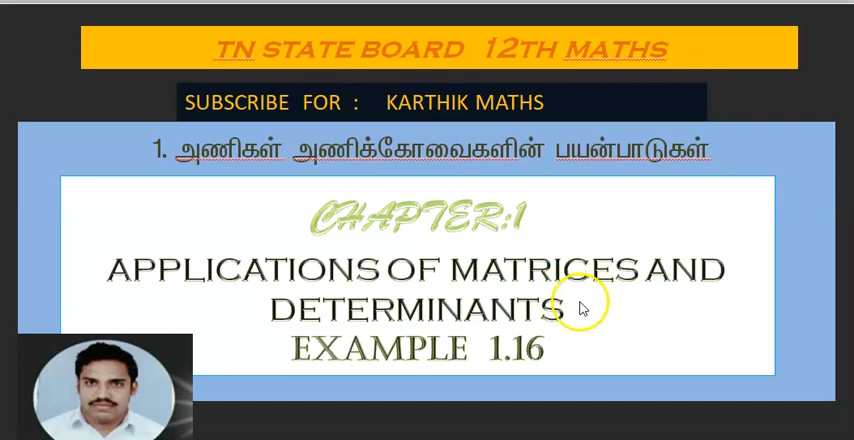 TN STATE BOARD 12TH MATHS
SUBSCRIBE FOR : KARTHIK MATHS
1. அணிகள் அணிக்கோவைகளின் பயன்பாடுகள்
CHAPTER:1
APPLICATIONS OF MATRICES AND
DETERMINANTS
EXAMPLE 1.16